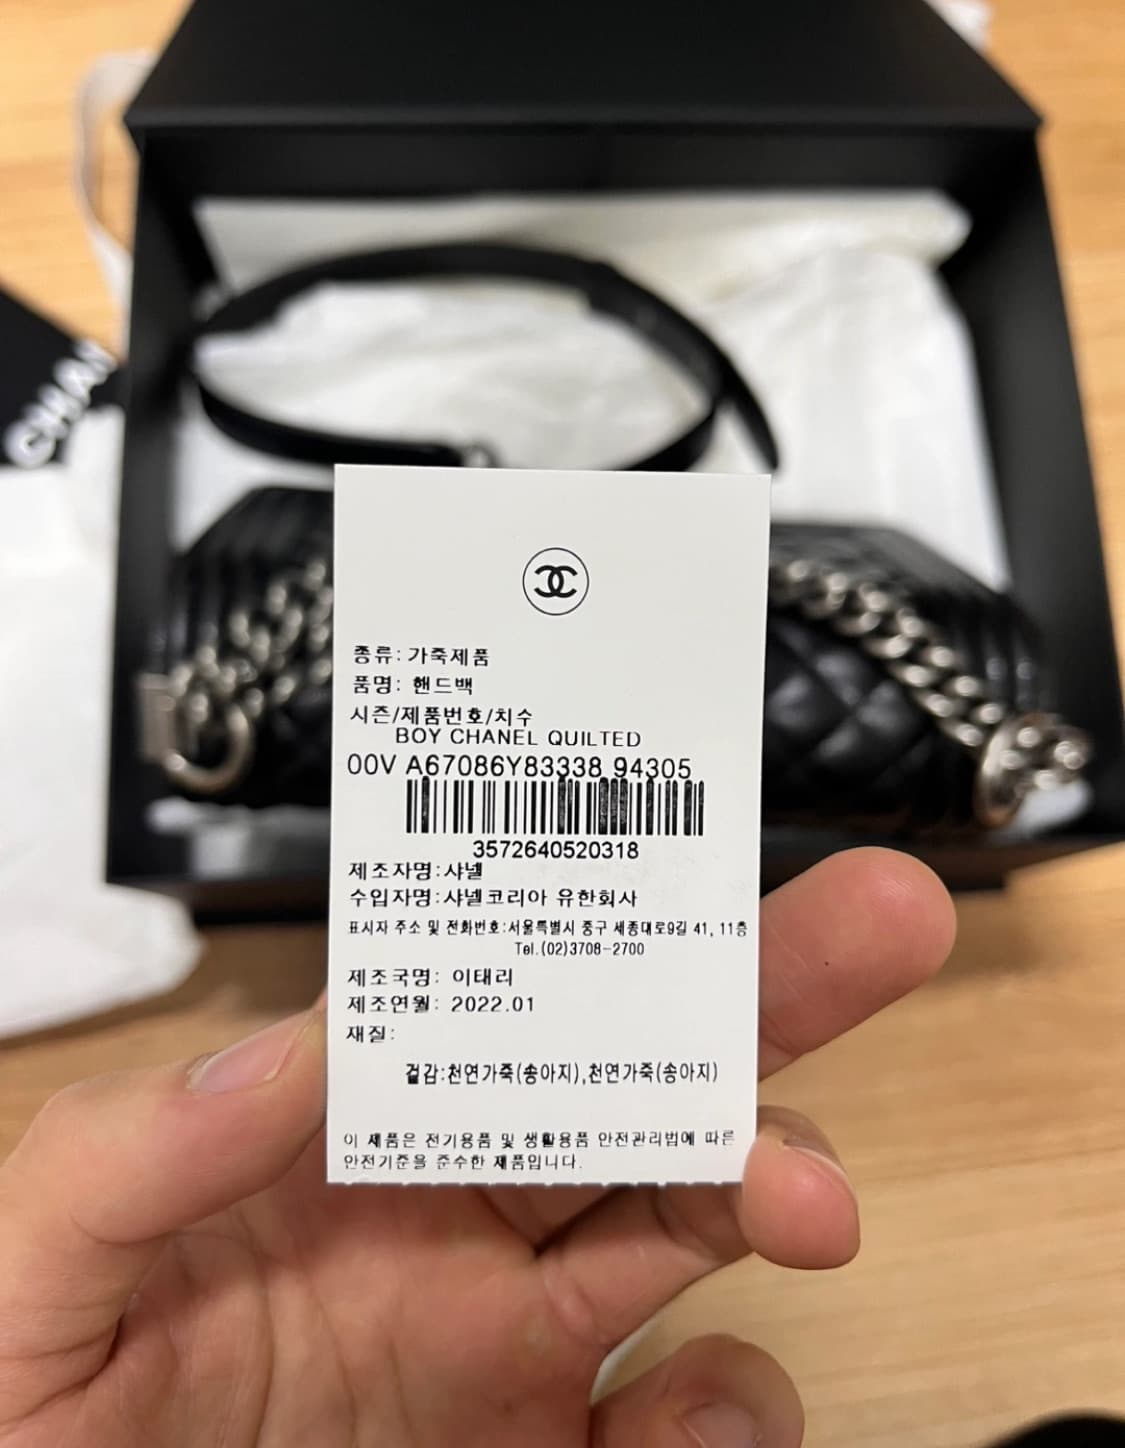 CHAN
종류: 가죽제품
품명: 핸드백
시즌/제품번호/치수
BOY CHANEL QUILTED
00V A67086Y83338 94305
3572640520318
제조자명:샤넬
수입자명:샤넬코리아 유한회사
표시자 주소 및 전화번호:서울특별시 중구 세종대로9길 41, 11층
Tel.(02)3708-2700
제조국명: 이태리
제조연월: 2022.01
재질:
겉감:천연가죽(송아지),천연가죽(송아지)
이 제품은 전기용품 및 생활용품 안전관리법에 따른
안전기준을 준수한 제품입니다.